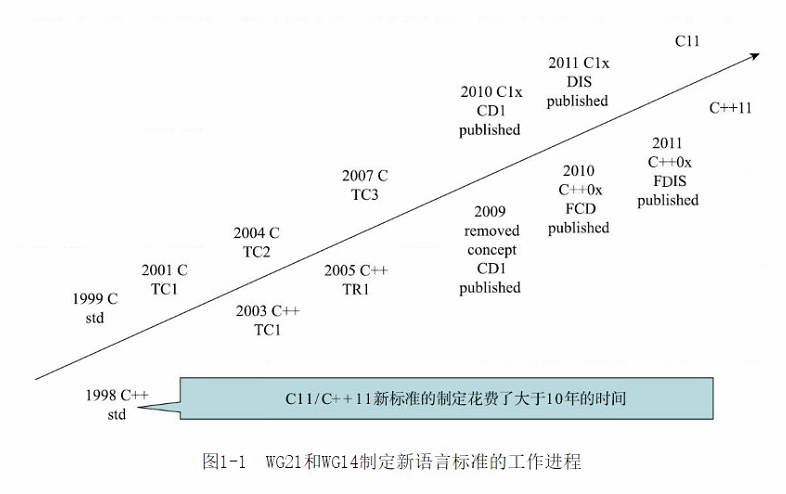 C11
2011 C1x
DIS
published
2010 C1x
CD1
published
C++11
2011
C++0x
FDIS
published
2010
C++0x
FCD
published
2007 C
TC3
2009
removed
concept
CD1
published
2004 C
TC2
2005 C++
TR1
2001 C
TC1
2003 C++
TC1
1999 C
std
1998 C++
std
C11/C++11新标准的制定花费了大于10年的时间
图1-1 WG21和WG14制定新语言标准的工作进程